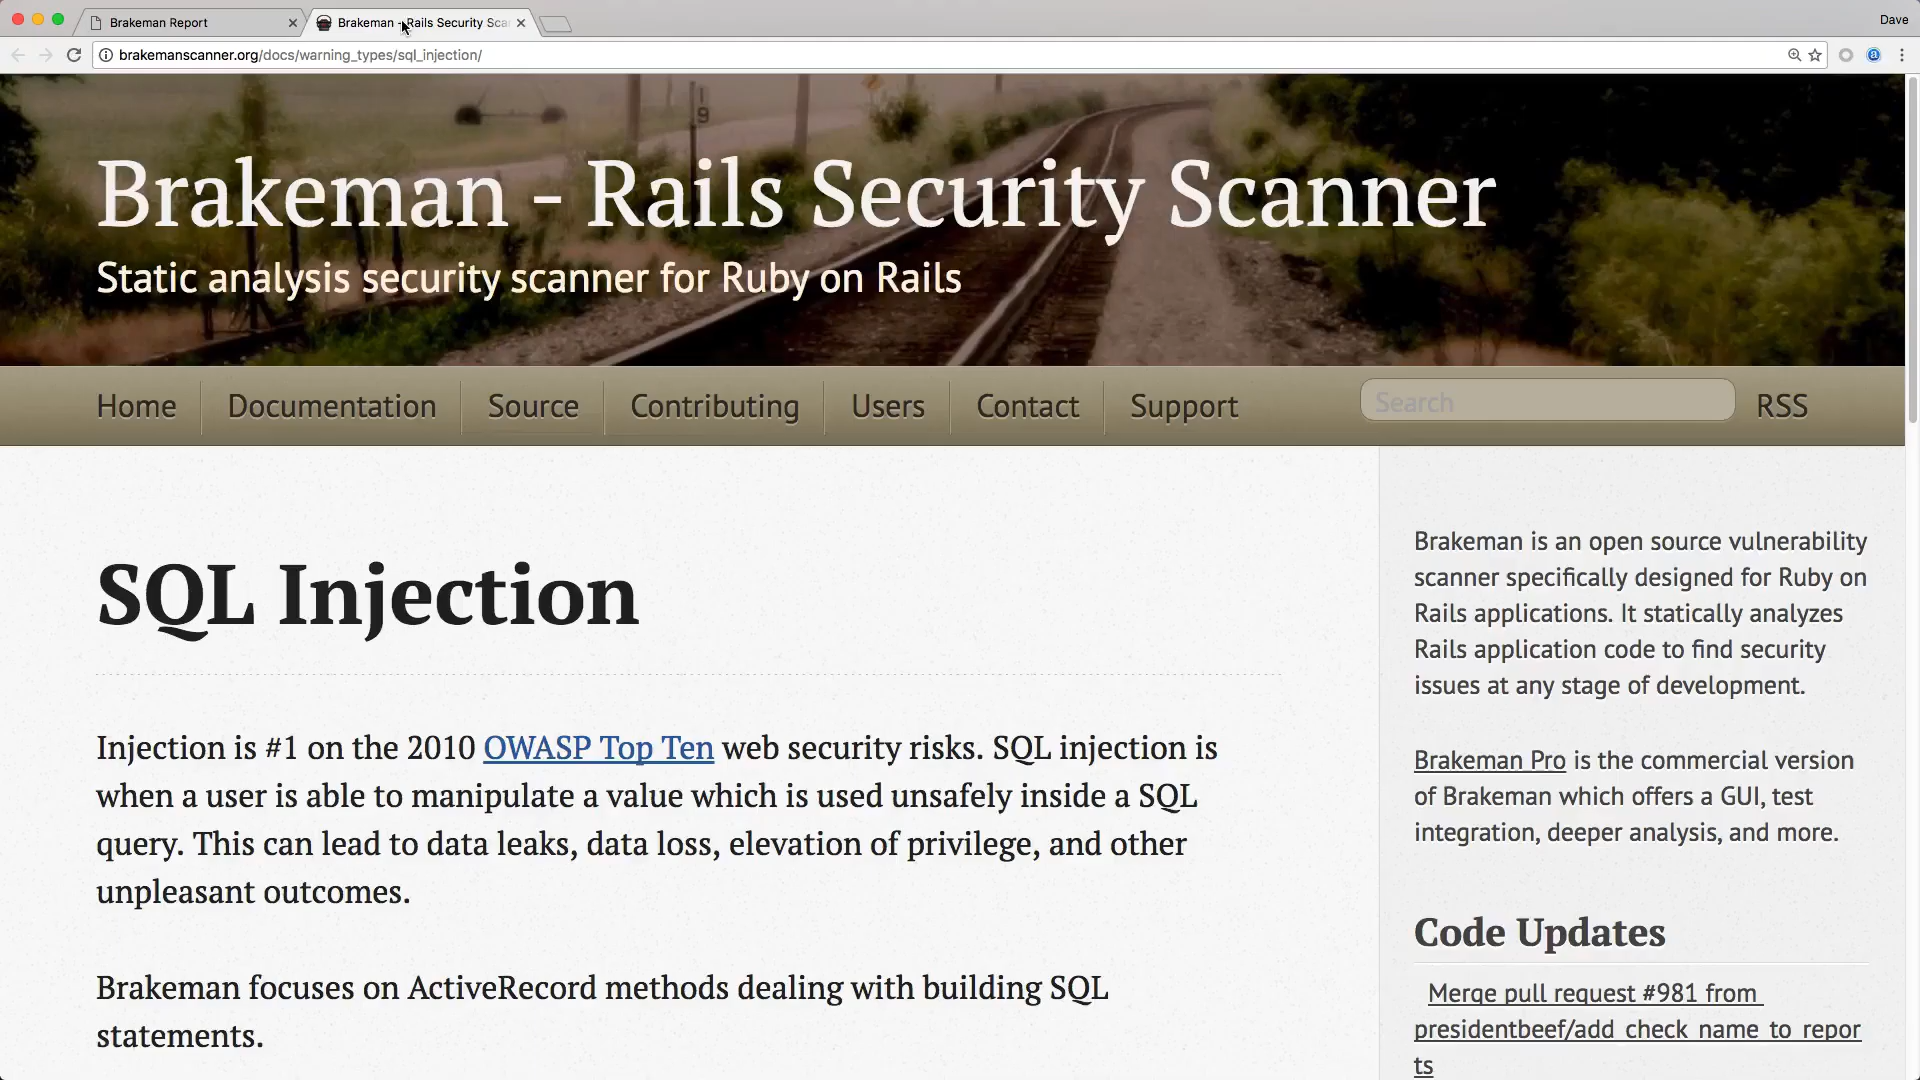 Brakeman Report
Brakeman - Rails Security Sca
Dave
brakemanscanner.org/docs/warning_types/sql_injection/
19
Brakeman - Rails Security Scanner
Static analysis security scanner for Ruby on Rails
Home
Documentation
Source
Contributing
Users
Contact
Support
Search
RSS
SQL Injection
Injection is #1 on the 2010 OWASP Top Ten web security risks. SQL injection is
when a user is able to manipulate a value which is used unsafely inside a SQL
query. This can lead to data leaks, data loss, elevation of privilege, and other
unpleasant outcomes.
Brakeman focuses on ActiveRecord methods dealing with building SQL
statements.
Brakeman is an open source vulnerability
scanner specifically designed for Ruby on
Rails applications. It statically analyzes
Rails application code to find security
issues at any stage of development.
Brakeman Pro is the commercial version
of Brakeman which offers a GUI, test
integration, deeper analysis, and more.
Code Updates
Merge pull request #981 from
presidentbeef/add_check_name_to_repor
ts